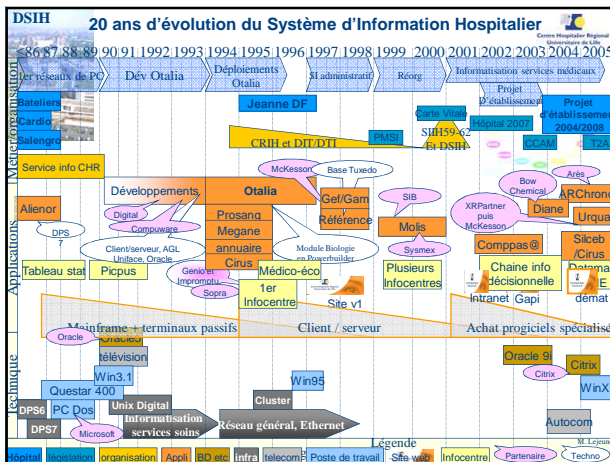 DSIH
20 ans d'évolution du Système d'Information Hospitalier
Centre Hospitalier Régional
Universitaire de Lille
<86 87 88 89 90 91 1992 1993 1994 1995 1996 1997 1998 1999 2000 2001 2002 2003 2004 2005
1er réseaux de PC
Dév Otalia
Déploiements
Otalia
SI administratif
Réorg
Informatisation services médicaux
Projet
D'établissement
Métier/organisation
Bateliers
Cardio
Salengro
Jeanne DF
Carte Vitale
Hôpital 2007
Projet
d'établissement
2004/2008
CRIH et DIT/DTI
PMSI
SIIH59-62
Et DSIH
CCAM
T2A
Service info CHR
Applications
McKesson
Base Tuxedo
Développements
Otalia
Gef/Gam
Référence
SIB
Molis
Sysmex
XRPartner
puis
McKesson
Bow
Chemical
Diane
Arès
ARChrono
Urqua
Alienor
DPS
7
Digital
Compuware
Prosang
Megane
annuaire
Cirus
Client/serveur, AGL
Uniface, Oracle
Module Biologie
en Powerbuilder
Comppas@
Silceb
/Cirus
Tableau stat
Picpus
Genio et
Impromptu
Sopra
Médico-éco
1er
Infocentre
Site v1
Plusieurs
Infocentres
Chaine info
décisionnelle
Intranet
Gapi
démat
Mainframe + terminaux passifs
Client / serveur
Achat progiciels spécialisés
Technique
Oracle
télévision
Win3.1
Questar 400
DPS6
PC Dos
DPS7
Microsoft
Unix Digital
Informatisation
services soins
Cluster
Win95
Réseau général, Ethernet
Oracle 9i
Citrix
Citrix
WinX
Autocom
Légende
M. Lejeun
Hôpital
législation
organisation
Appli
BD etc
infra
telecom
Poste de travail
Site web
Infocentre
Partenaire
Techno